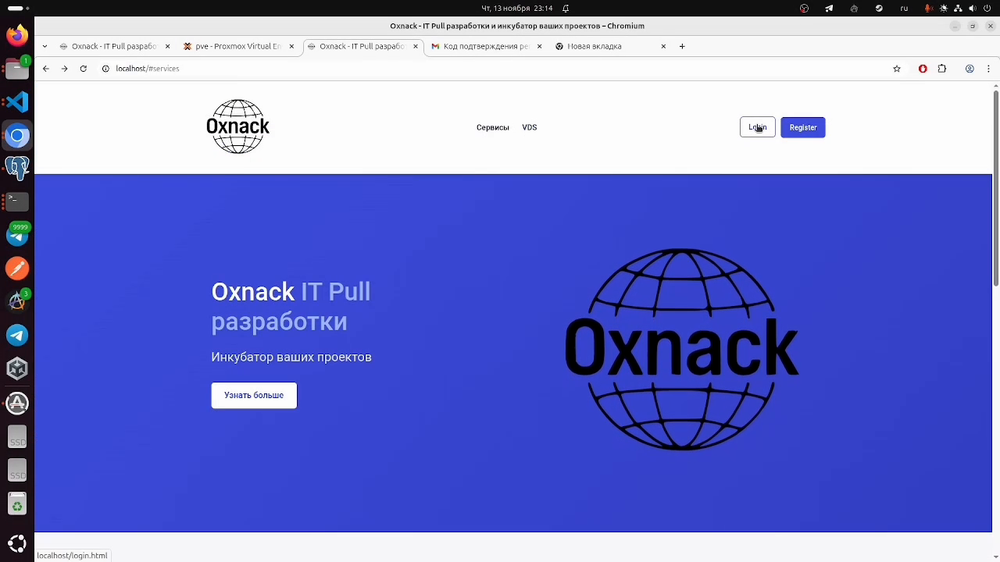 Чт, 13 ноября 23:14
ru
Oxnack - IT Pull разработки и инкубатор ваших проектов – Chromium
Oxnack - IT Pull разрабо
pve - Proxmox Virtual En
Oxnack - IT Pull разрабо
Код подтверждения ре
Новая вкладка
localhost/#services
Oxnack
Сервисы
VDS
Login
Register
Oxnack IT Pull
разработки
Инкубатор ваших проектов
Узнать больше
Oxnack
1
9999
3
SSD
SSD
localhost/login.html